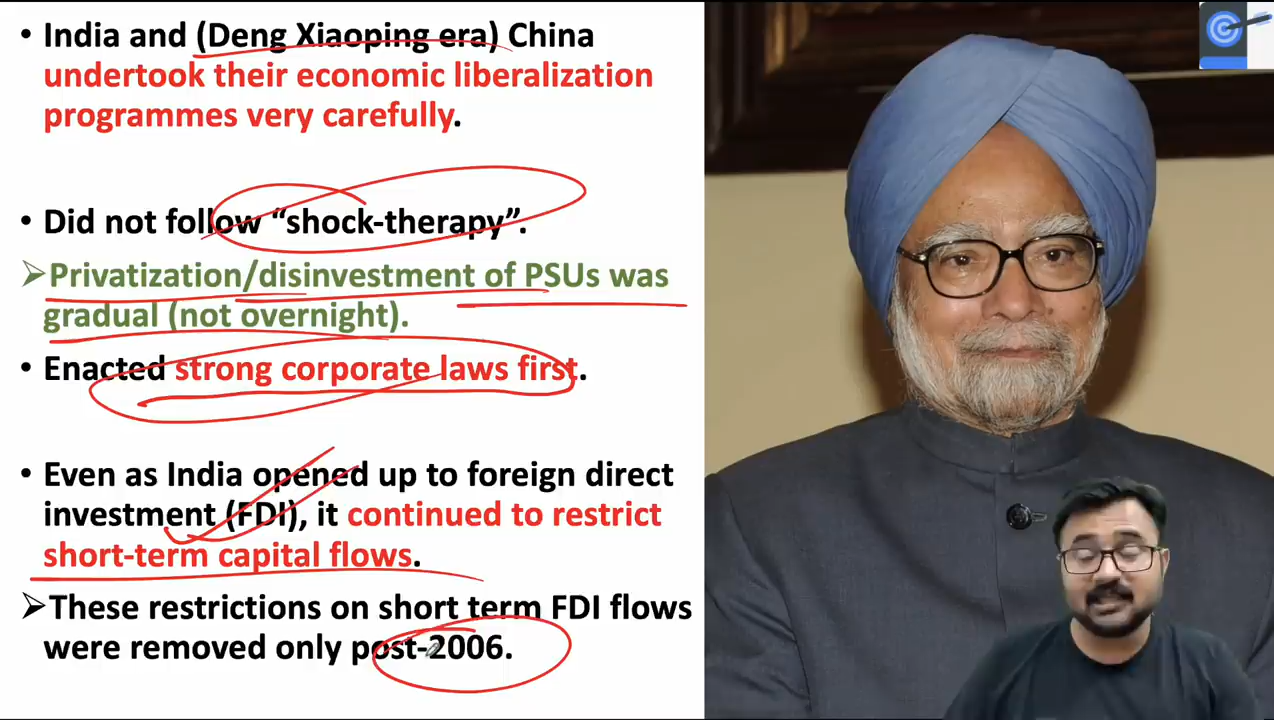 • India and (Deng Xiaoping era) China
undertook their economic liberalization
programmes very carefully.
• Did not follow “shock-therapy”.
➢Privatization/disinvestment of PSUs was
gradual (not overnight).
• Enacted strong corporate laws first.
• Even as India opened up to foreign direct
investment (FDI), it continued to restrict
short-term capital flows.
➢These restrictions on short term FDI flows
were removed only post-2006.